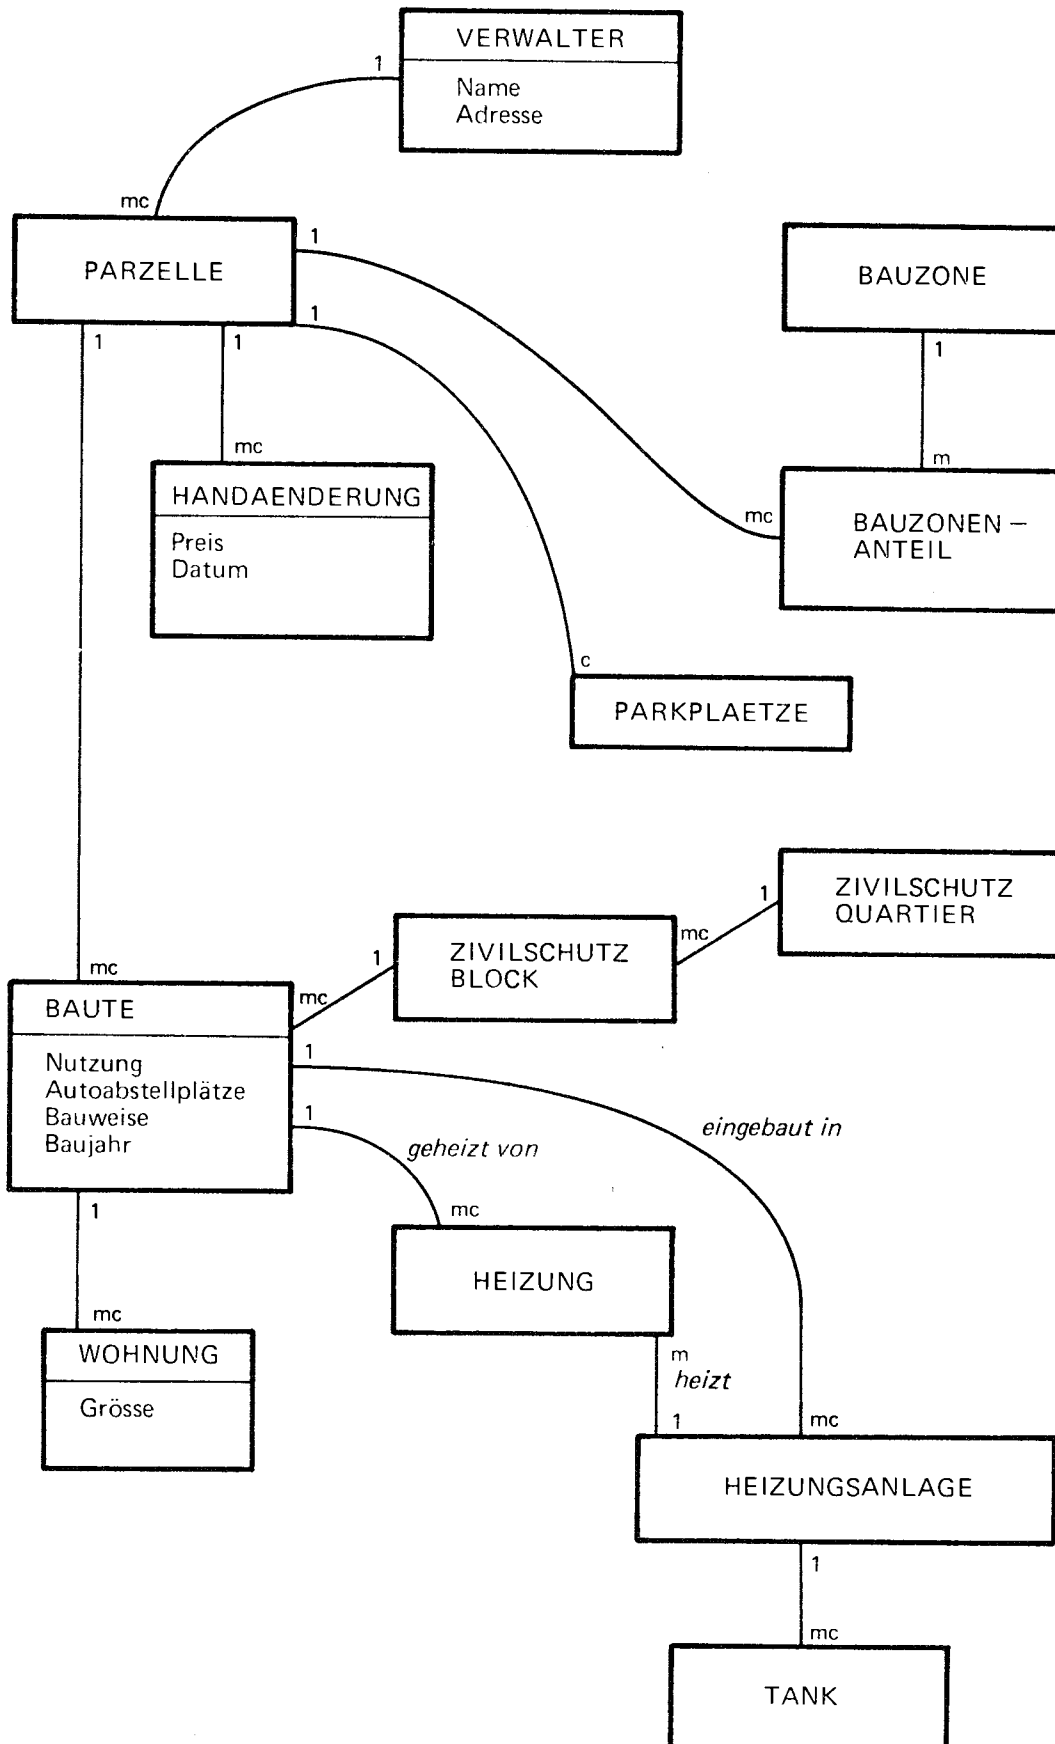 VERWALTER
1
Name
Adresse
mc
PARZELLE
1
1
1
1
BAUZONE
1
mc
HANDAENDERUNG
Preis
Datum
m
mc
BAUZONEN –
ANTEIL
c
PARKPLAETZE
ZIVILSCHUTZ
QUARTIER
1
mc
ZIVILSCHUTZ
BLOCK
1
mc
mc
BAUTE
Nutzung
Autoabstellplätze
Bauweise
Baujahr
1
1
eingebaut in
geheizt von
1
mc
HEIZUNG
mc
WOHNUNG
Grösse
m
heizt
1
mc
HEIZUNGSANLAGE
1
mc
TANK